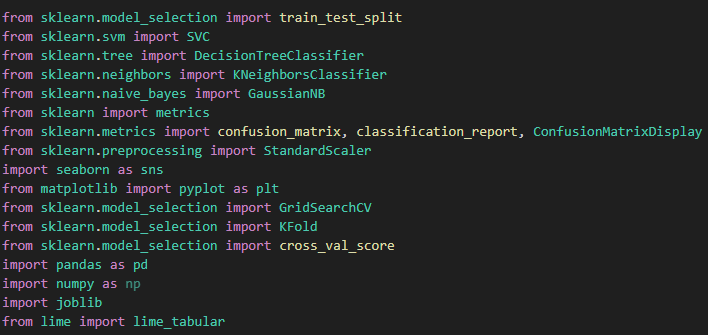 from sklearn.model_selection import train_test_split
from sklearn.svm import SVC
from sklearn.tree import DecisionTreeClassifier
from sklearn.neighbors import KNeighborsClassifier
from sklearn.naive_bayes import GaussianNB
from sklearn import metrics
from sklearn.metrics import confusion_matrix, classification_report, ConfusionMatrixDisplay
from sklearn.preprocessing import StandardScaler
import seaborn as sns
from matplotlib import pyplot as plt
from sklearn.model_selection import GridSearchCV
from sklearn.model_selection import KFold
from sklearn.model_selection import cross_val_score
import pandas as pd
import numpy as np
import joblib
from lime import lime_tabular